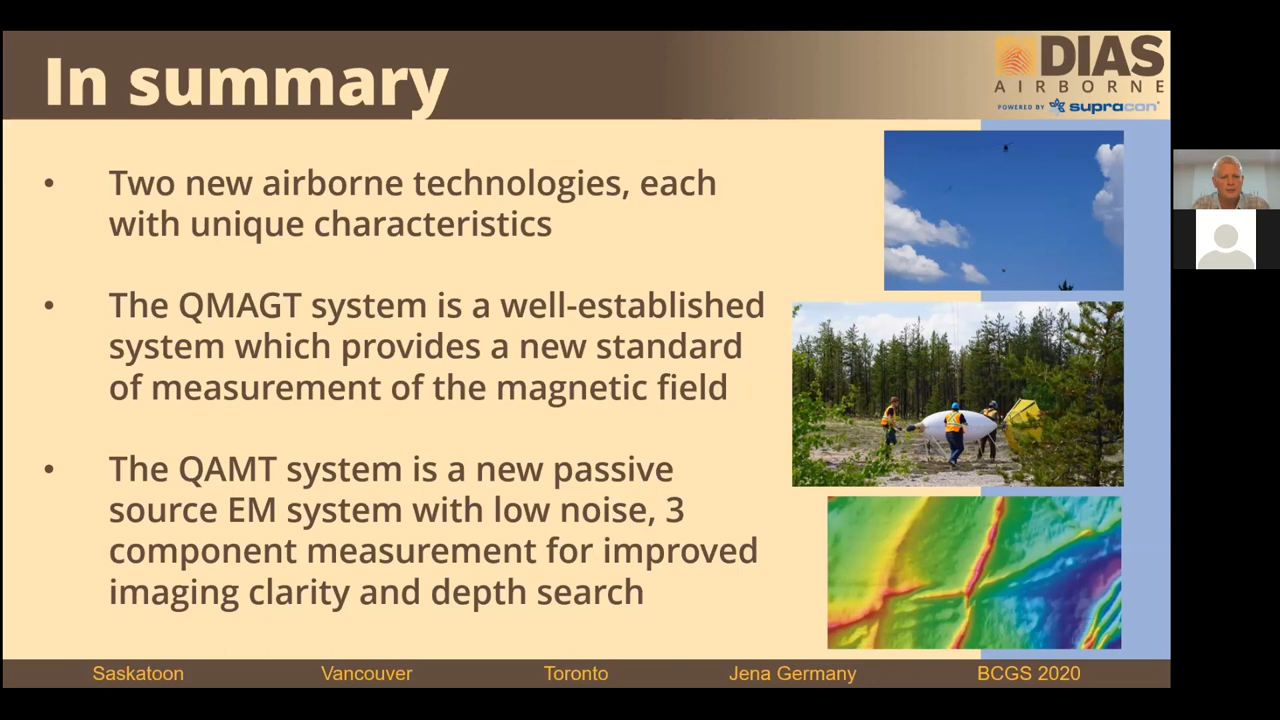 In summary
DIAS
AIRBORNE
POWERED BY supracon
• Two new airborne technologies, each
with unique characteristics
• The QMAGT system is a well-established
system which provides a new standard
of measurement of the magnetic field
• The QAMT system is a new passive
source EM system with low noise, 3
component measurement for improved
imaging clarity and depth search
Saskatoon Vancouver Toronto Jena Germany BCGS 2020